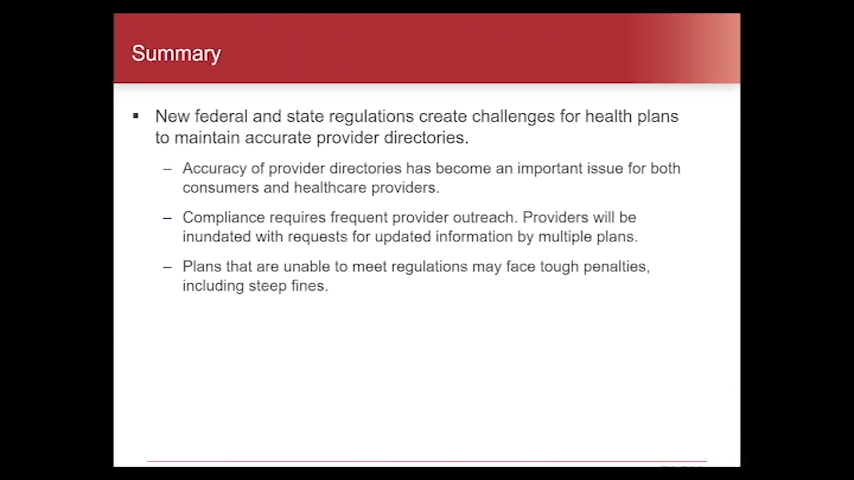 Summary
▪ New federal and state regulations create challenges for health plans
to maintain accurate provider directories.
– Accuracy of provider directories has become an important issue for both
consumers and healthcare providers.
– Compliance requires frequent provider outreach. Providers will be
inundated with requests for updated information by multiple plans.
– Plans that are unable to meet regulations may face tough penalties,
including steep fines.